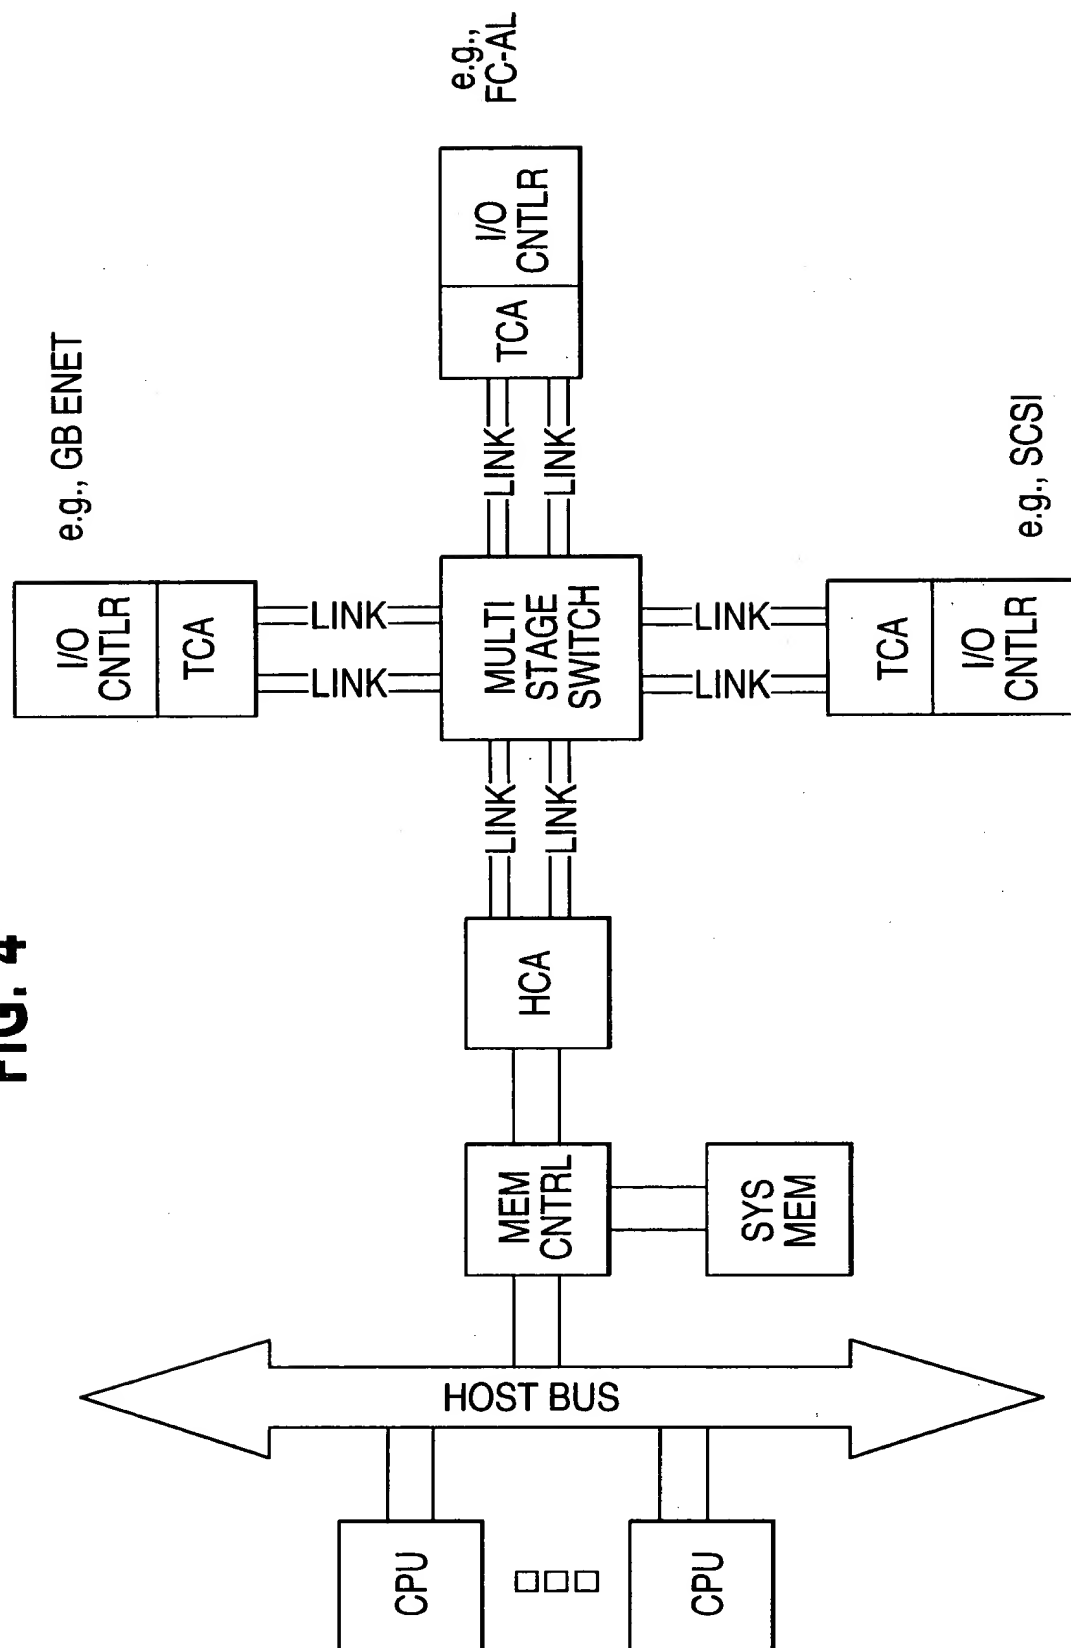 FIG. 4
CPU
CPU
HOST BUS
MEM
CNTRL
SYS
MEM
HCA
LINK
LINK
MULTI
STAGE
SWITCH
LINK
LINK
TCA
I/O
CNTLR
e.g., GB ENET
LINK
LINK
TCA
I/O
CNTLR
e.g.,
FC-AL
LINK
LINK
TCA
I/O
CNTLR
e.g., SCSI